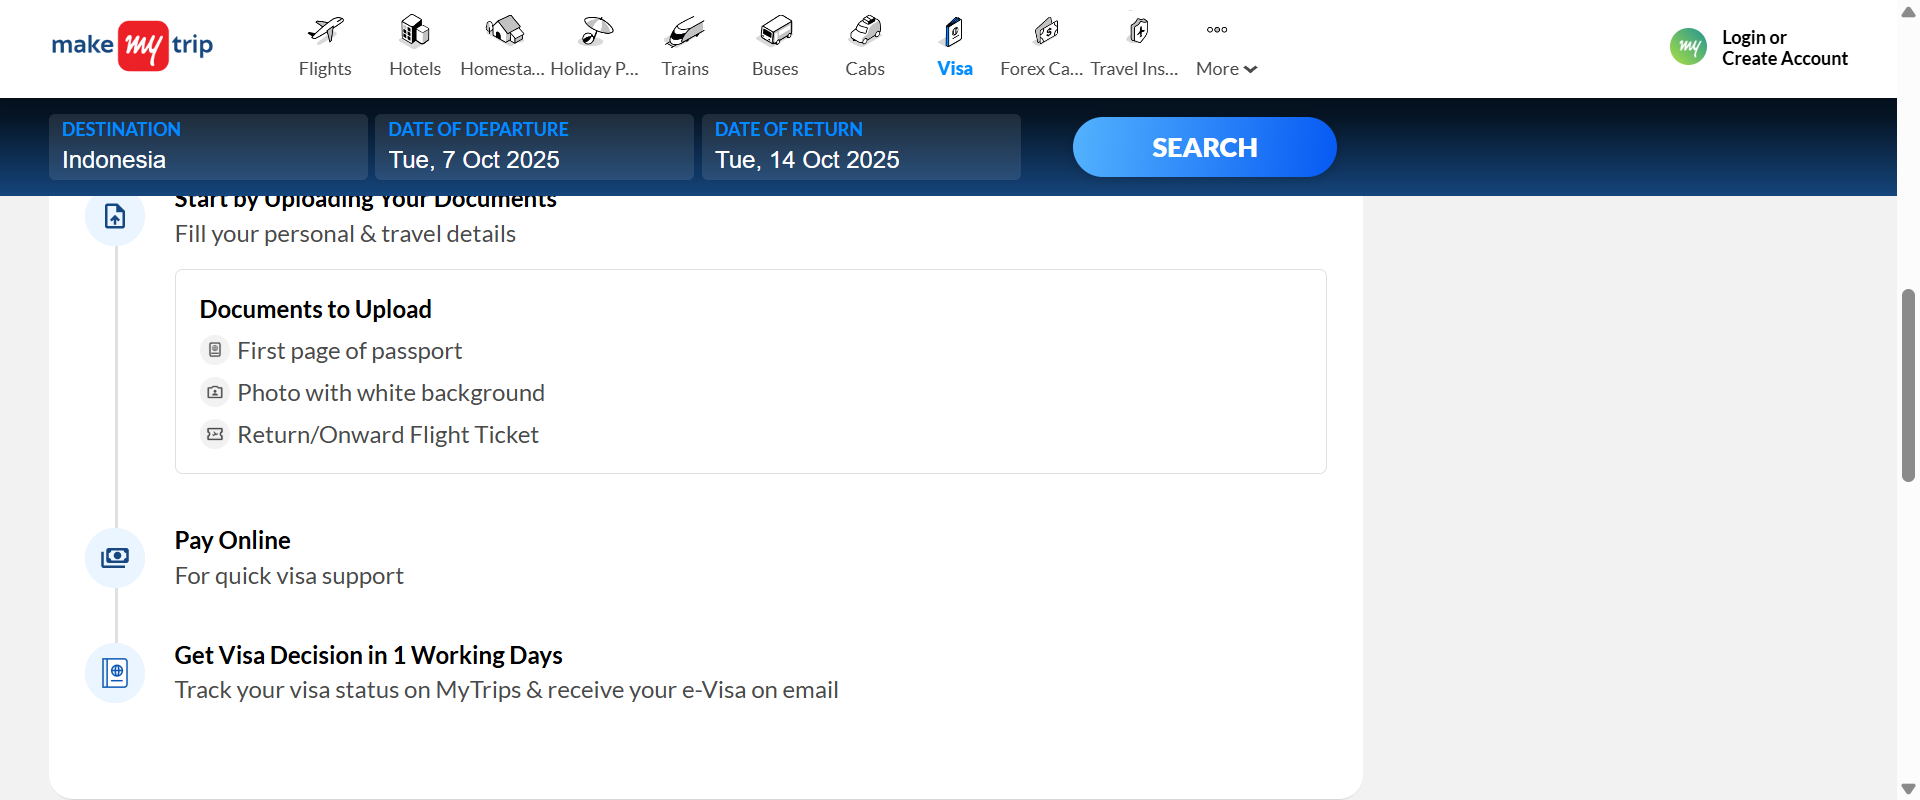 make my trip
Flights
Hotels
Homesta...
Holiday P...
Trains
Buses
Cabs
Visa
Forex Ca...
Travel Ins...
More
my
Login or
Create Account
DESTINATION
Indonesia
DATE OF DEPARTURE
Tue, 7 Oct 2025
DATE OF RETURN
Tue, 14 Oct 2025
SEARCH
Start by Uploading Your Documents
Fill your personal & travel details
Documents to Upload
First page of passport
Photo with white background
Return/Onward Flight Ticket
Pay Online
For quick visa support
Get Visa Decision in 1 Working Days
Track your visa status on MyTrips & receive your e-Visa on email